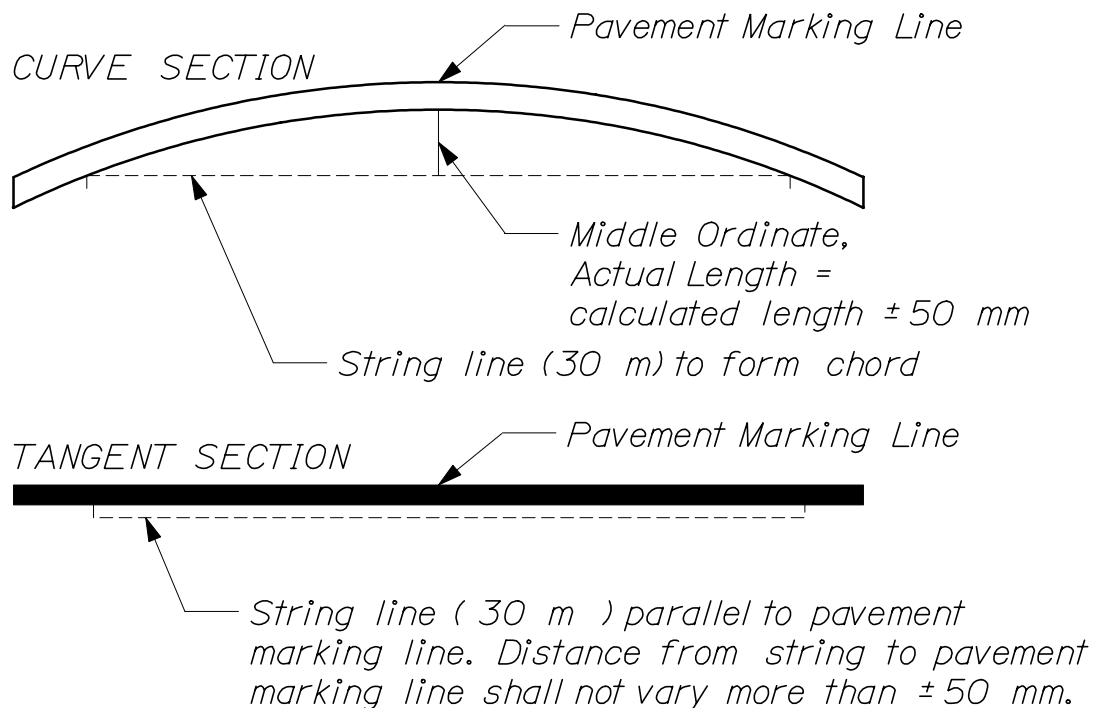 Pavement Marking Line
CURVE SECTION
Middle Ordinate,
Actual Length =
calculated length ±50 mm
String line (30 m) to form chord
Pavement Marking Line
TANGENT SECTION
String line ( 30 m ) parallel to pavement
marking line. Distance from string to pavement
marking line shall not vary more than ±50 mm.